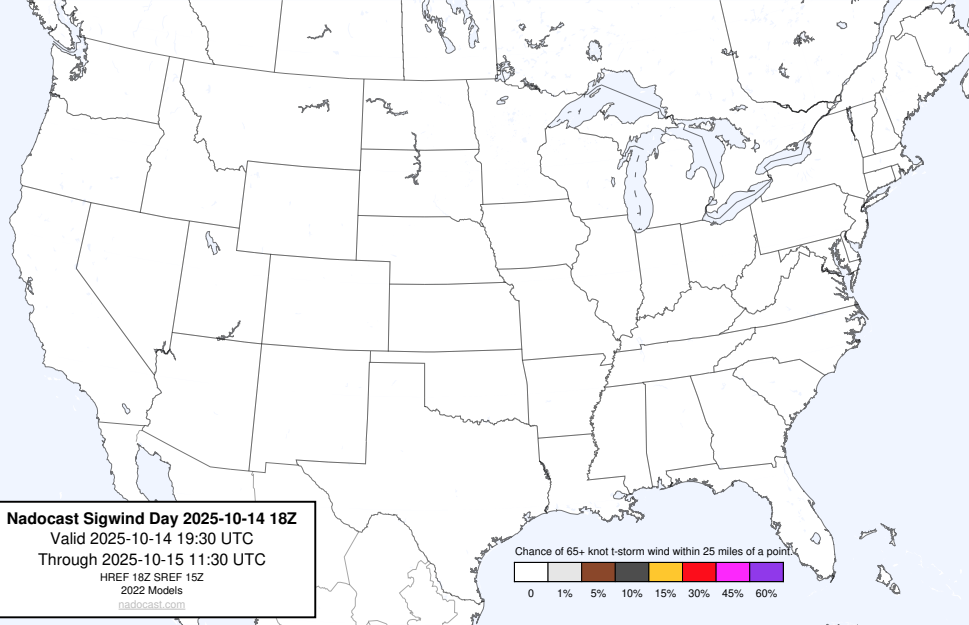 Nadocast Sigwind Day 2025-10-14 18Z
Valid 2025-10-14 19:30 UTC
Through 2025-10-15 11:30 UTC
HREF 18Z SREF 15Z
2022 Models
nadocast.com
Chance of 65+ knot t-storm wind within 25 miles of a point.
0 1% 5% 10% 15% 30% 45% 60%